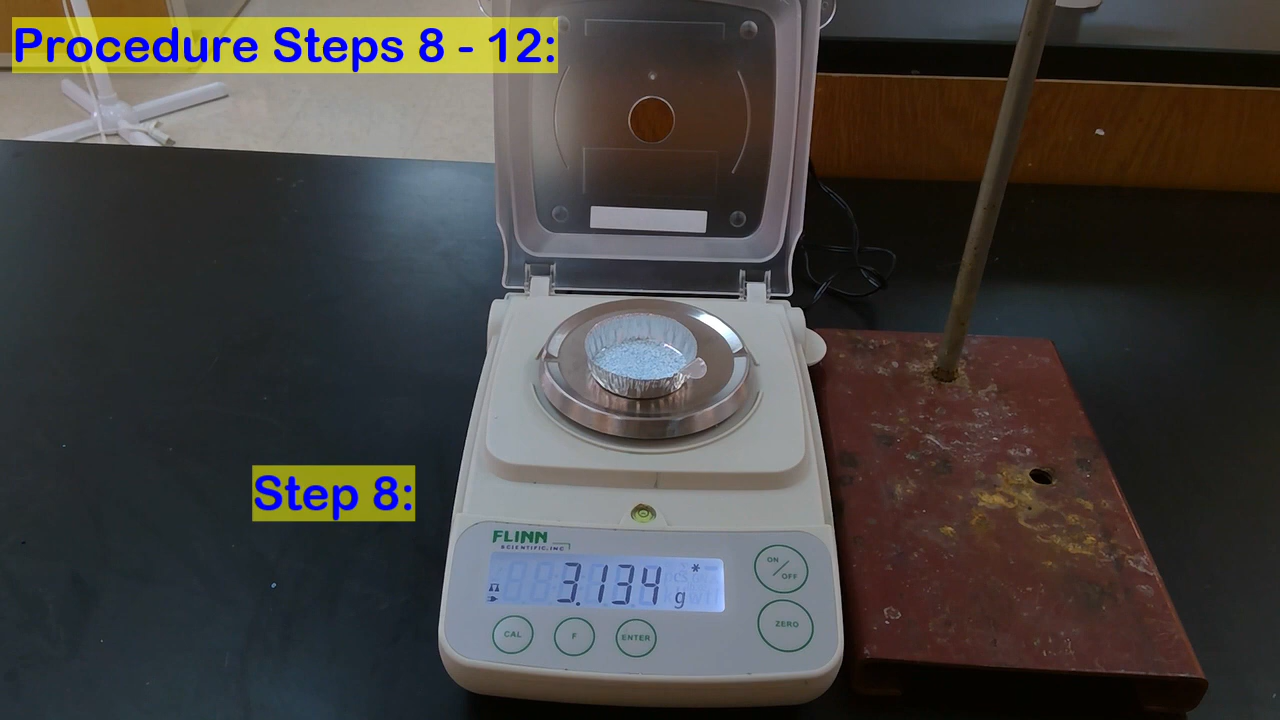 Procedure Steps 8 - 12:
Step 8:
FLINN
SCIENTIFIC, INC
3.134 g
ON/OFF
ZERO
CAL
F
ENTER